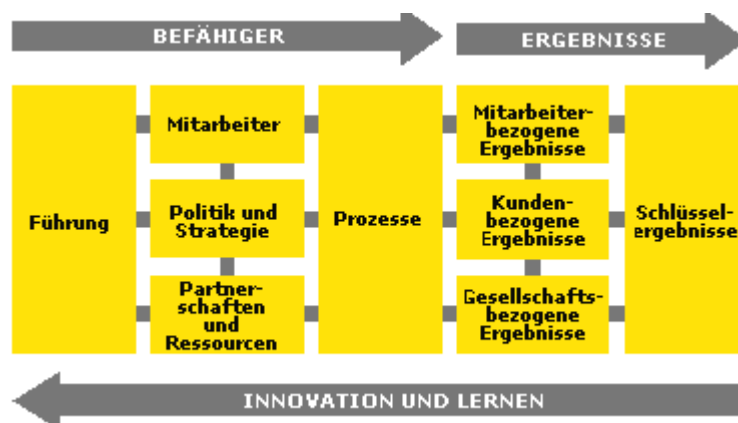 BEFÄHIGER
ERGEBNISSE
Führung
Mitarbeiter
Politik und
Strategie
Partner-
schaften
und
Ressourcen
Prozesse
Mitarbeiter-
bezogene
Ergebnisse
Kunden-
bezogene
Ergebnisse
Gesellschafts-
bezogene
Ergebnisse
Schlüssel-
ergebnisse
INNOVATION UND LERNEN